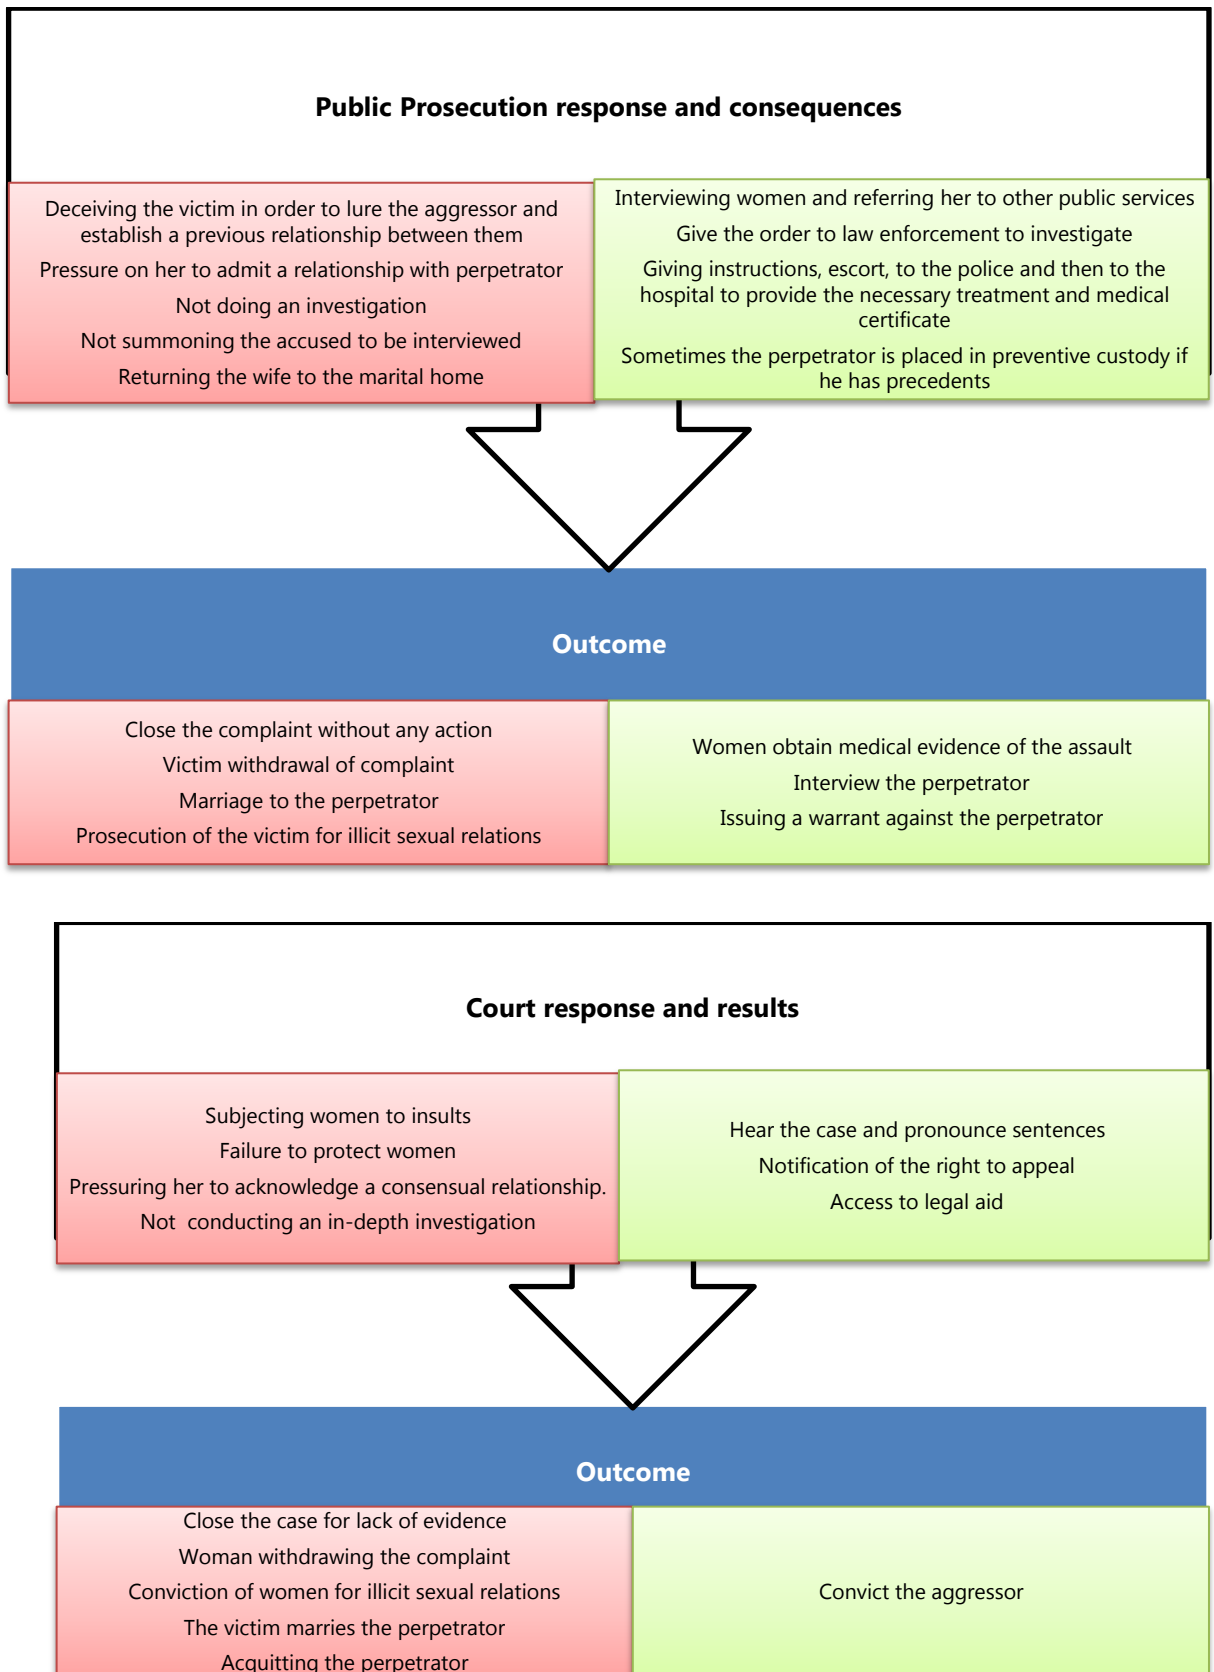 Public Prosecution response and consequences
Deceiving the victim in order to lure the aggressor and
establish a previous relationship between them
Pressure on her to admit a relationship with perpetrator
Not doing an investigation
Not summoning the accused to be interviewed
Returning the wife to the marital home
Interviewing women and referring her to other public services
Give the order to law enforcement to investigate
Giving instructions, escort, to the police and then to the
hospital to provide the necessary treatment and medical
certificate
Sometimes the perpetrator is placed in preventive custody if
he has precedents
Outcome
Close the complaint without any action
Victim withdrawal of complaint
Marriage to the perpetrator
Prosecution of the victim for illicit sexual relations
Women obtain medical evidence of the assault
Interview the perpetrator
Issuing a warrant against the perpetrator
Court response and results
Subjecting women to insults
Failure to protect women
Pressuring her to acknowledge a consensual relationship.
Not conducting an in-depth investigation
Hear the case and pronounce sentences
Notification of the right to appeal
Access to legal aid
Outcome
Close the case for lack of evidence
Woman withdrawing the complaint
Conviction of women for illicit sexual relations
The victim marries the perpetrator
Acquitting the perpetrator
Convict the aggressor